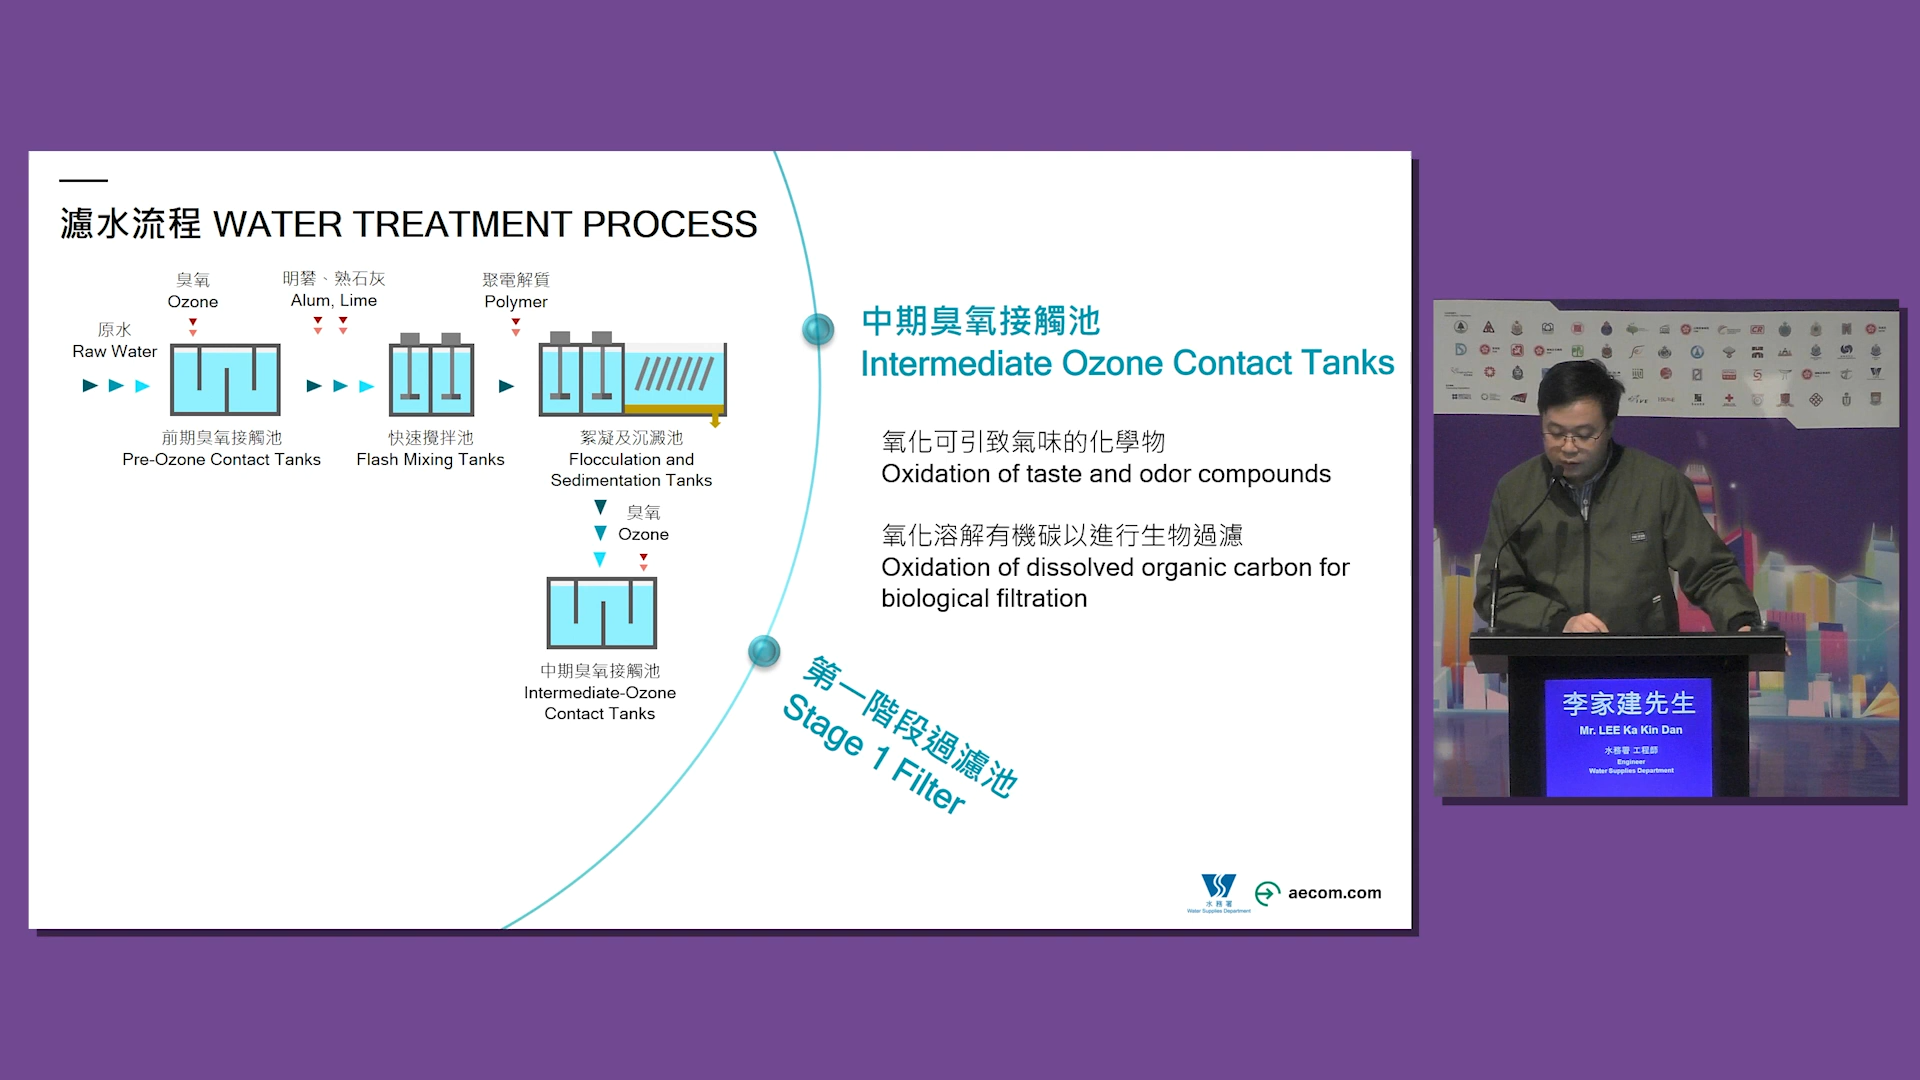 濾水流程 WATER TREATMENT PROCESS
臭氧
Ozone
明礬、熟石灰
Alum, Lime
聚電解質
Polymer
原水
Raw Water
前期臭氧接觸池
Pre-Ozone Contact Tanks
快速攪拌池
Flash Mixing Tanks
絮凝及沉澱池
Flocculation and
Sedimentation Tanks
臭氧
Ozone
中期臭氧接觸池
Intermediate-Ozone
Contact Tanks
中期臭氧接觸池
Intermediate Ozone Contact Tanks
氧化可引致氣味的化學物
Oxidation of taste and odor compounds
氧化溶解有機碳以進行生物過濾
Oxidation of dissolved organic carbon for
biological filtration
第一階段過濾池
Stage 1 Filter
水務署
Water Supplies Department
aecom.com
李家建先生
Mr. LEE Ka Kin Dan
水務署 工程師
Engineer
Water Supplies Department